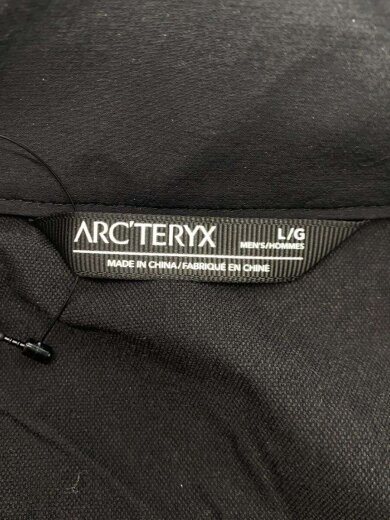 ARC'TERYX
L/G
MEN'S/HOMMES
MADE IN CHINA/FABRIQUÉ EN CHINE